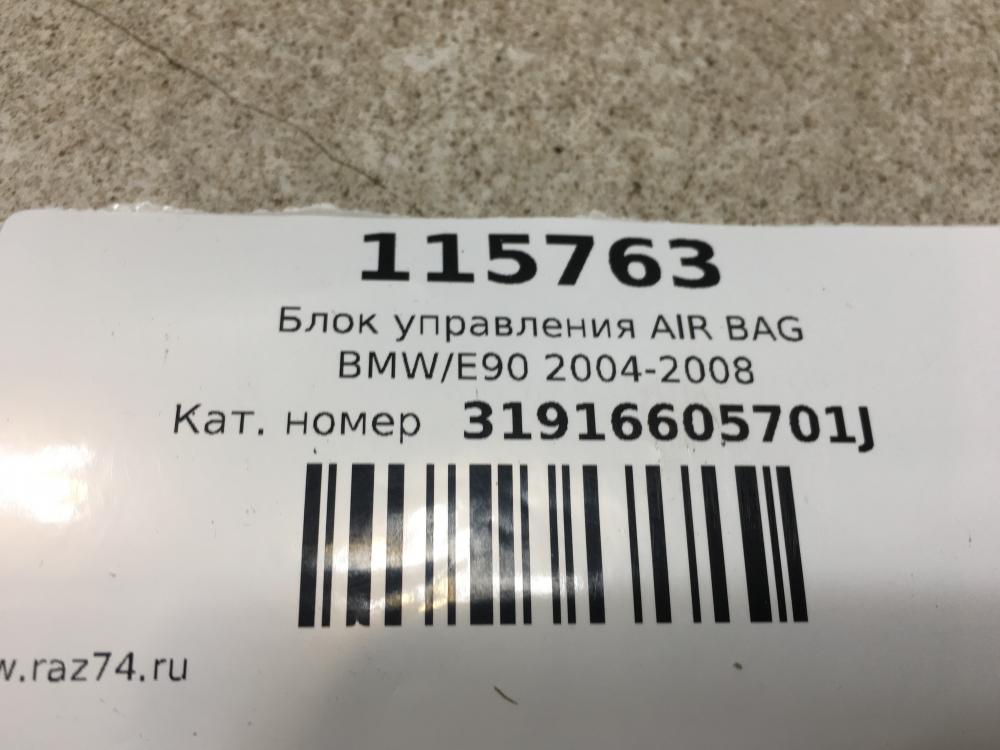 115763
Блок управления AIR BAG
BMW/E90 2004-2008
Кат. номер 31916605701J
w.raz74.ru